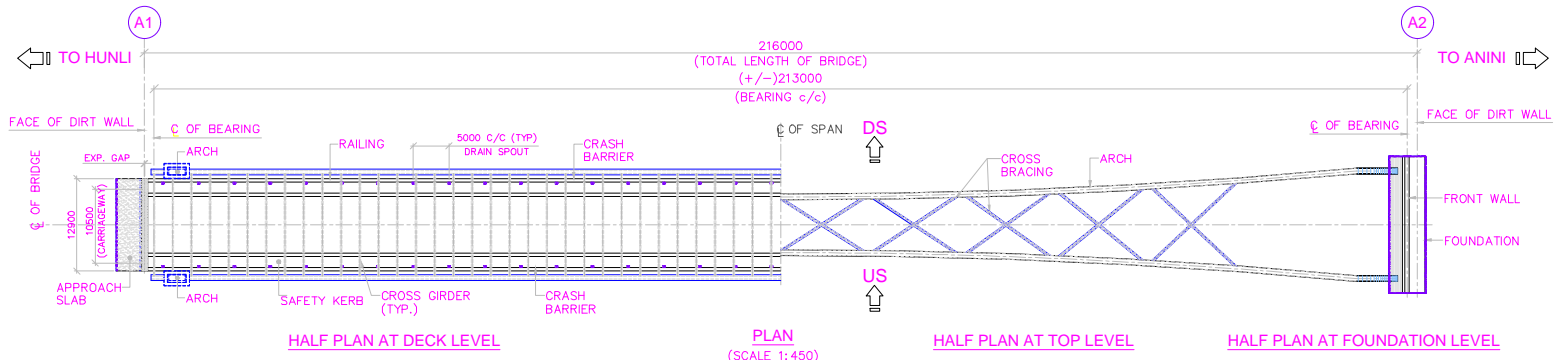 A1
A2
TO HUNLI
216000
(TOTAL LENGTH OF BRIDGE)
TO ANINI
(+/-)213000
(BEARING c/c)
FACE OF DIRT WALL
C OF BEARING
ARCH
EXP. GAP
RAILING
5000 C/C (TYP)
DRAIN SPOUT
CRASH
BARRIER
℄ OF SPAN
DS
CROSS
BRACING
ARCH
℄ OF BEARING
FACE OF DIRT WALL
℄ OF BRIDGE
12900
10500
(CARRIAGEWAY)
FRONT WALL
FOUNDATION
APPROACH
SLAB
ARCH
SAFETY KERB
CROSS GIRDER
(TYP.)
CRASH
BARRIER
US
HALF PLAN AT DECK LEVEL
PLAN
(SCALE 1:450)
HALF PLAN AT TOP LEVEL
HALF PLAN AT FOUNDATION LEVEL